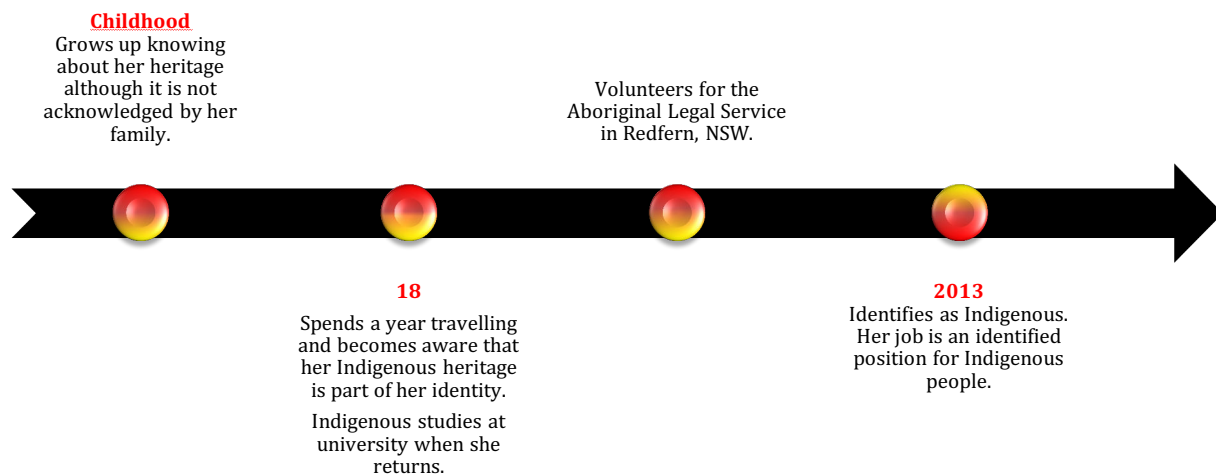 Childhood
Grows up knowing
about her heritage
although it is not
acknowledged by her
family.
18
Spends a year travelling
and becomes aware that
her Indigenous heritage
is part of her identity.
Indigenous studies at
university when she
returns.
Volunteers for the
Aboriginal Legal Service
in Redfern, NSW.
2013
Identifies as Indigenous.
Her job is an identified
position for Indigenous
people.